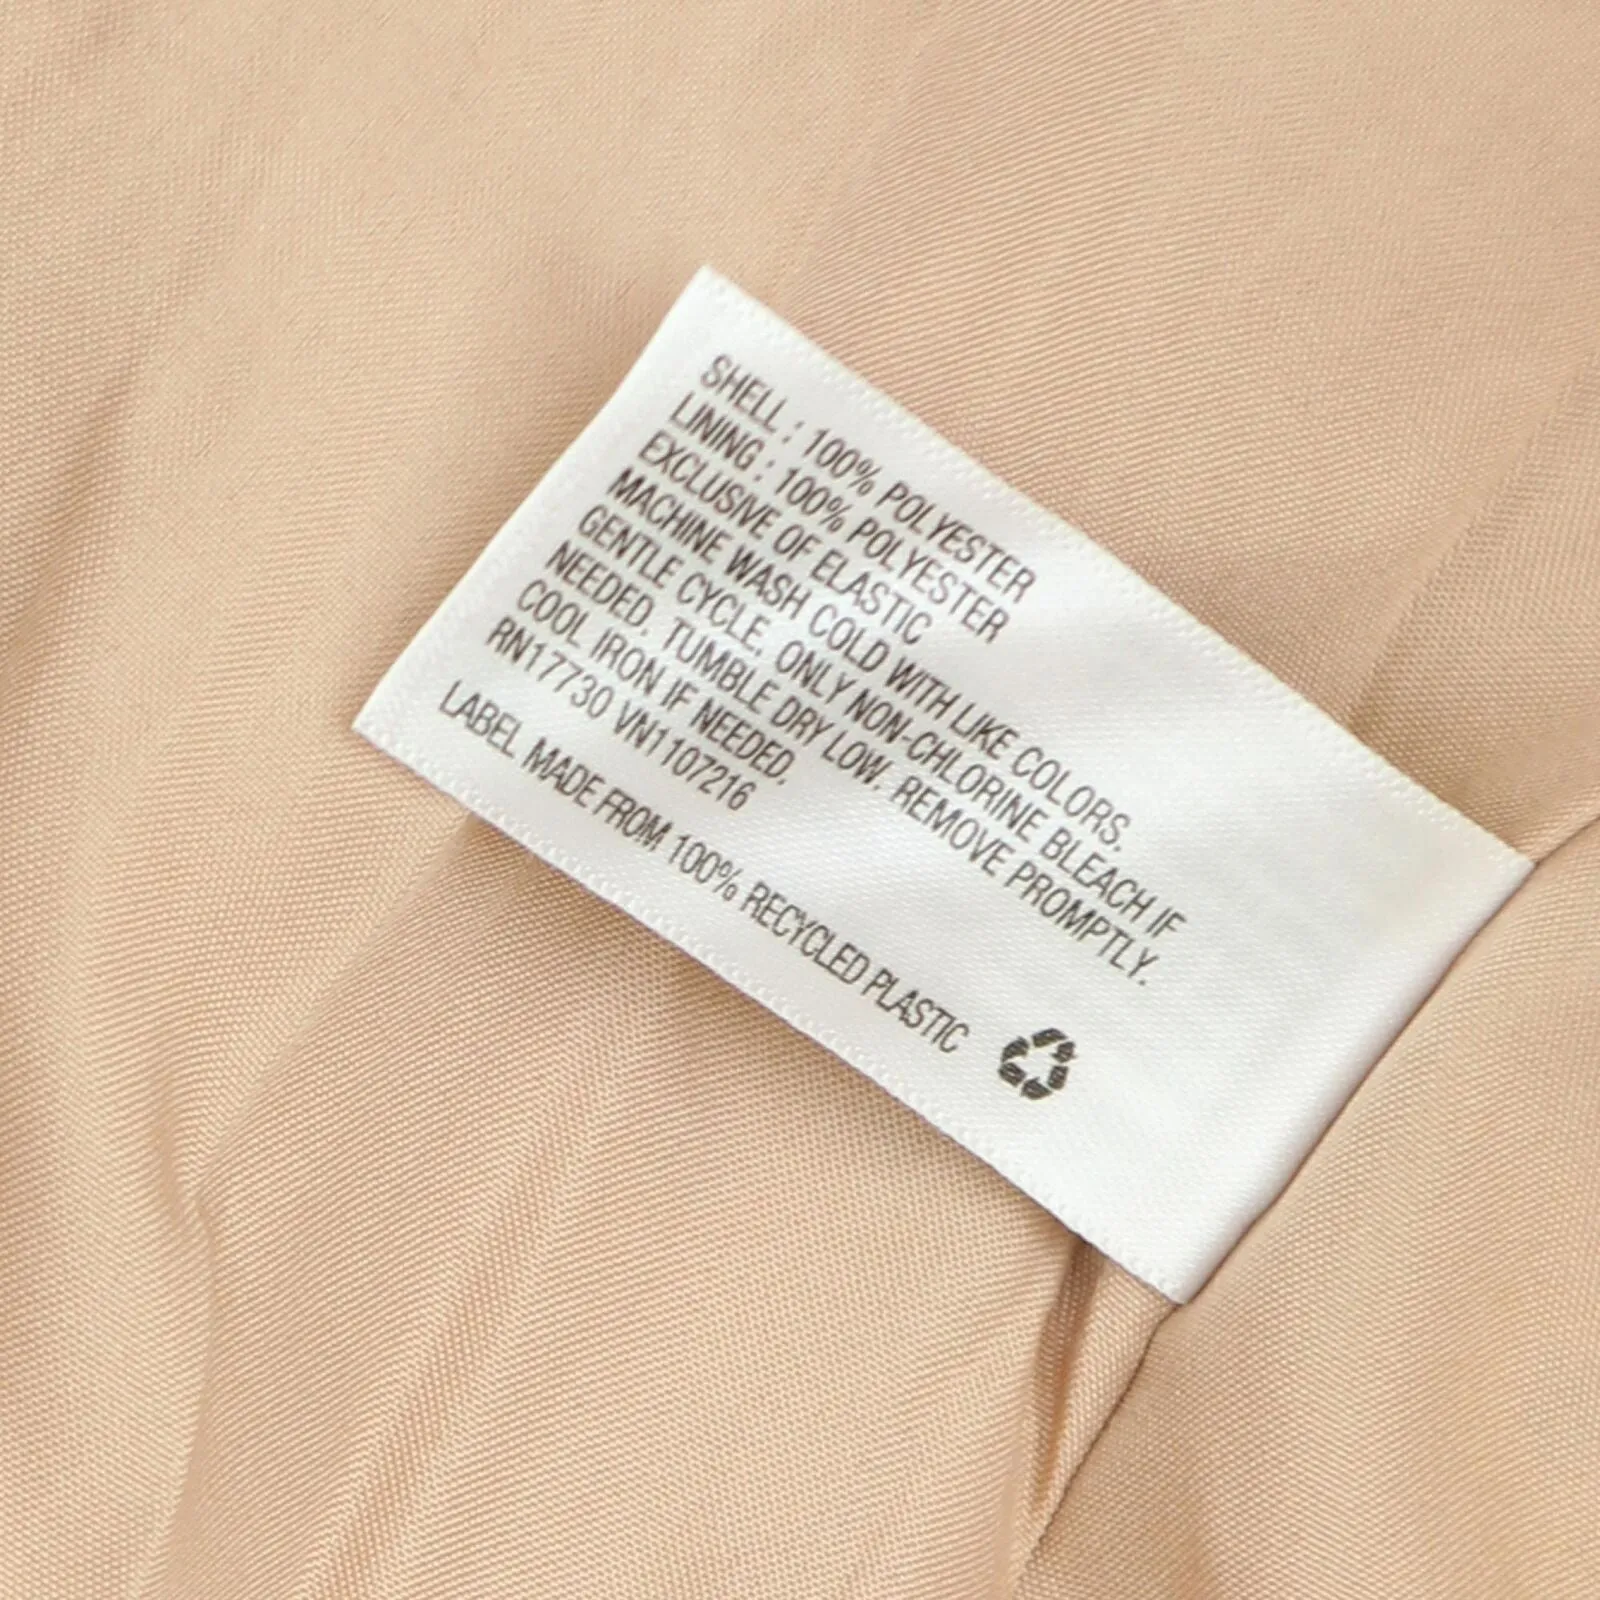 SHELL : 100% POLYESTER
LINING : 100% POLYESTER
EXCLUSIVE OF ELASTIC
MACHINE WASH COLD WITH LIKE COLORS.
GENTLE CYCLE. ONLY NON-CHLORINE BLEACH IF
NEEDED. TUMBLE DRY LOW. REMOVE PROMPTLY.
COOL IRON IF NEEDED.
RN17730 VN1107216
LABEL MADE FROM 100% RECYCLED PLASTIC